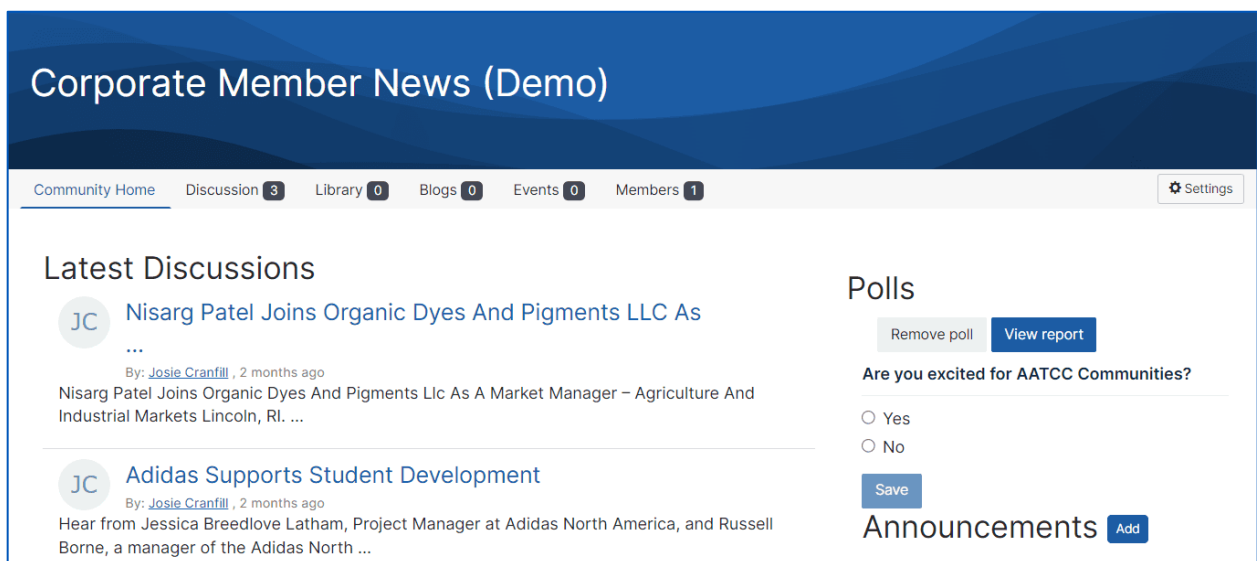 Corporate Member News (Demo)
Community Home Discussion 3 Library 0 Blogs 0 Events 0 Members 1 Settings
Latest Discussions
JC
Nisarg Patel Joins Organic Dyes And Pigments LLC As
...
By: Josie Cranfill , 2 months ago
Nisarg Patel Joins Organic Dyes And Pigments Llc As A Market Manager – Agriculture And
Industrial Markets Lincoln, RI. ...
JC
Adidas Supports Student Development
By: Josie Cranfill , 2 months ago
Hear from Jessica Breedlove Latham, Project Manager at Adidas North America, and Russell
Borne, a manager of the Adidas North ...
Polls
Remove poll View report
Are you excited for AATCC Communities?
Yes
No
Save
Announcements Add